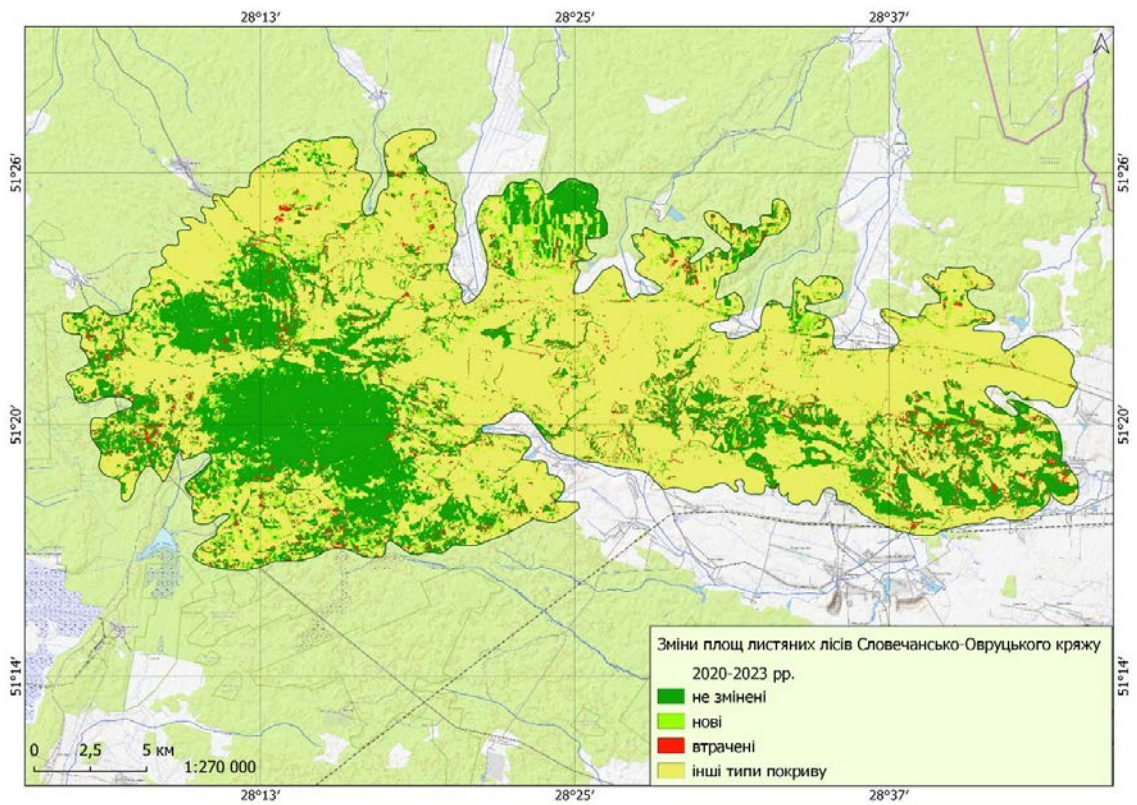 28°13′ 28°25′ 28°37′
51°26′ 51°26′
51°20′ 51°20′
51°14′ 51°14′
Зміни площ листяних лісів Словечансько-Овруцького кряжу
2020-2023 рр.
не змінені
нові
втрачені
інші типи покриву
0 2,5 5 км
1:270 000
28°13′ 28°25′ 28°37′